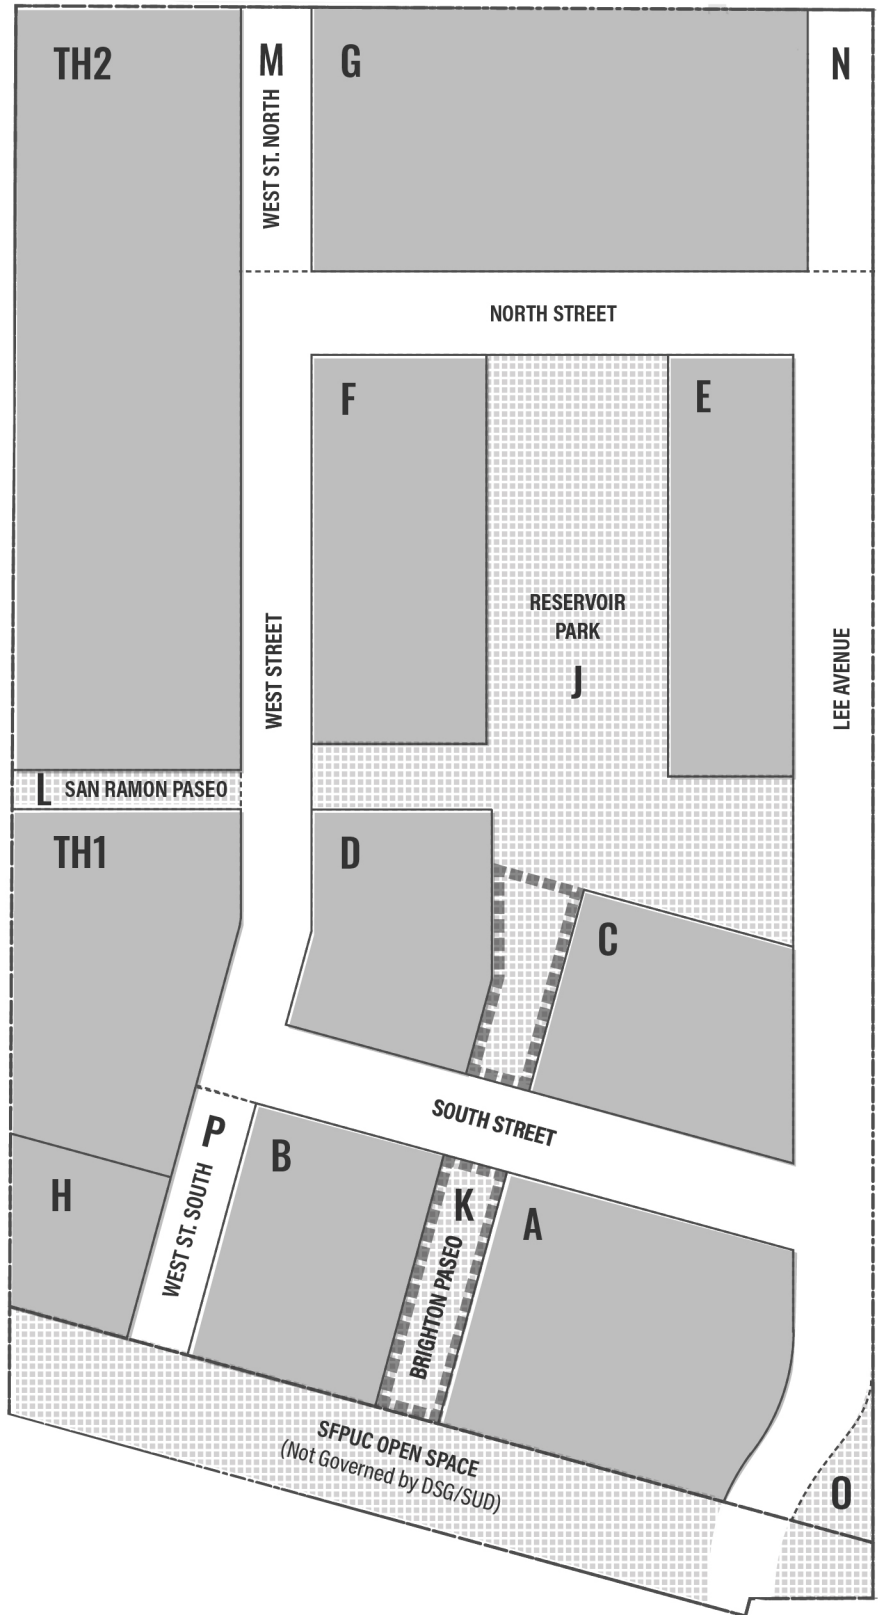 TH2
M
G
N
WEST ST. NORTH
NORTH STREET
F
E
RESERVOIR
PARK
J
WEST STREET
LEE AVENUE
L SAN RAMON PASEO
TH1
D
C
SOUTH STREET
P
WEST ST. SOUTH
B
H
K
BRIGHTON PASEO
A
SFPUC OPEN SPACE
(Not Governed by DSG/SUD)
O